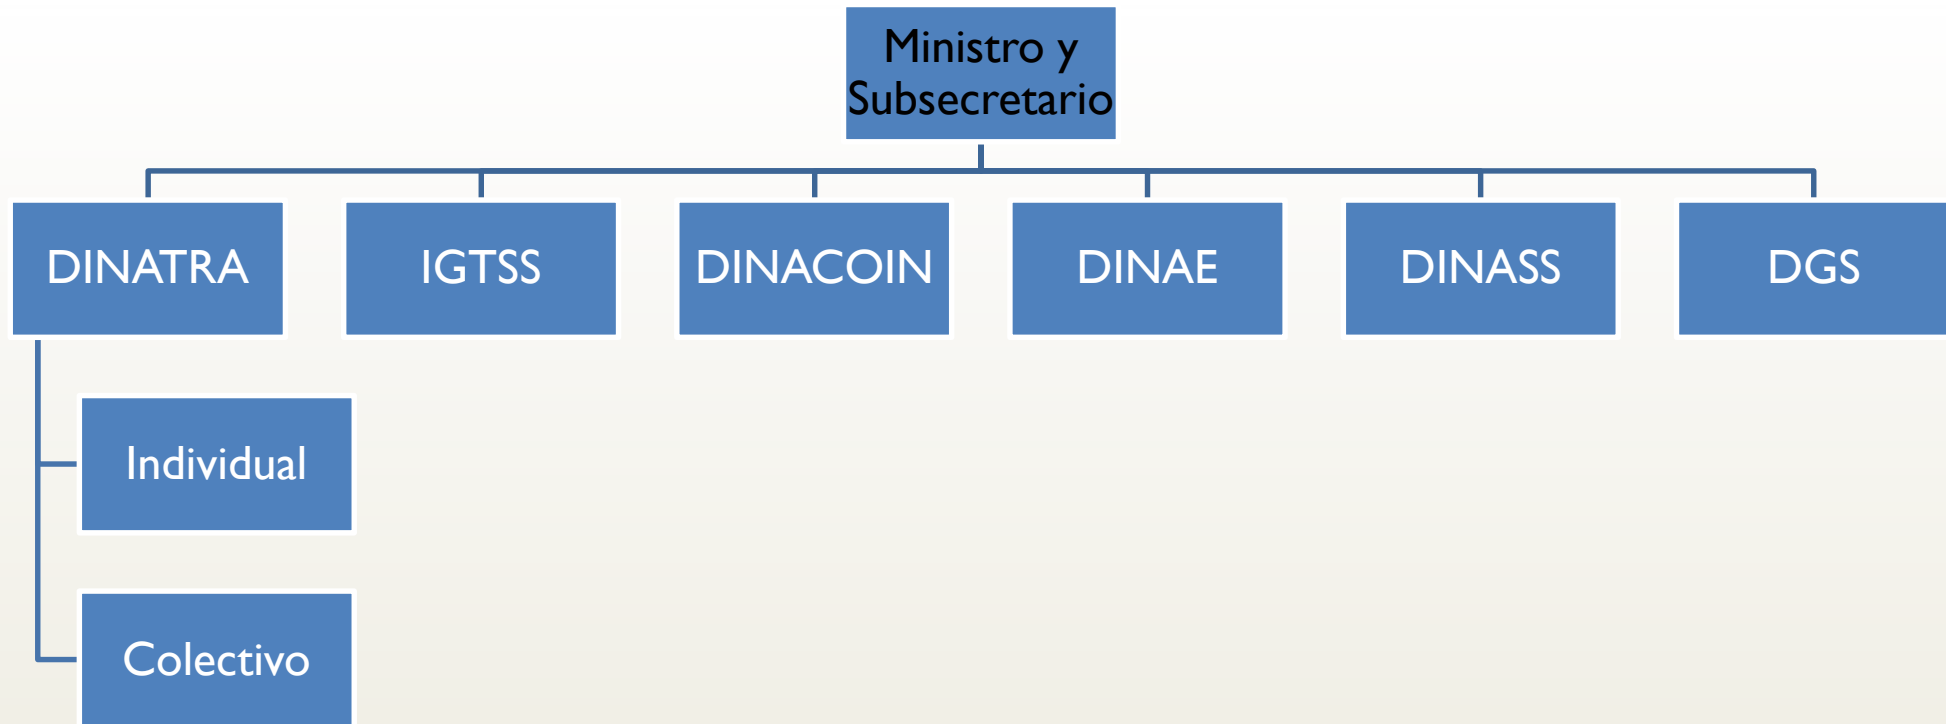 Ministro y
Subsecretario
DINATRA
IGTSS
DINACOIN
DINAE
DINASS
DGS
Individual
Colectivo